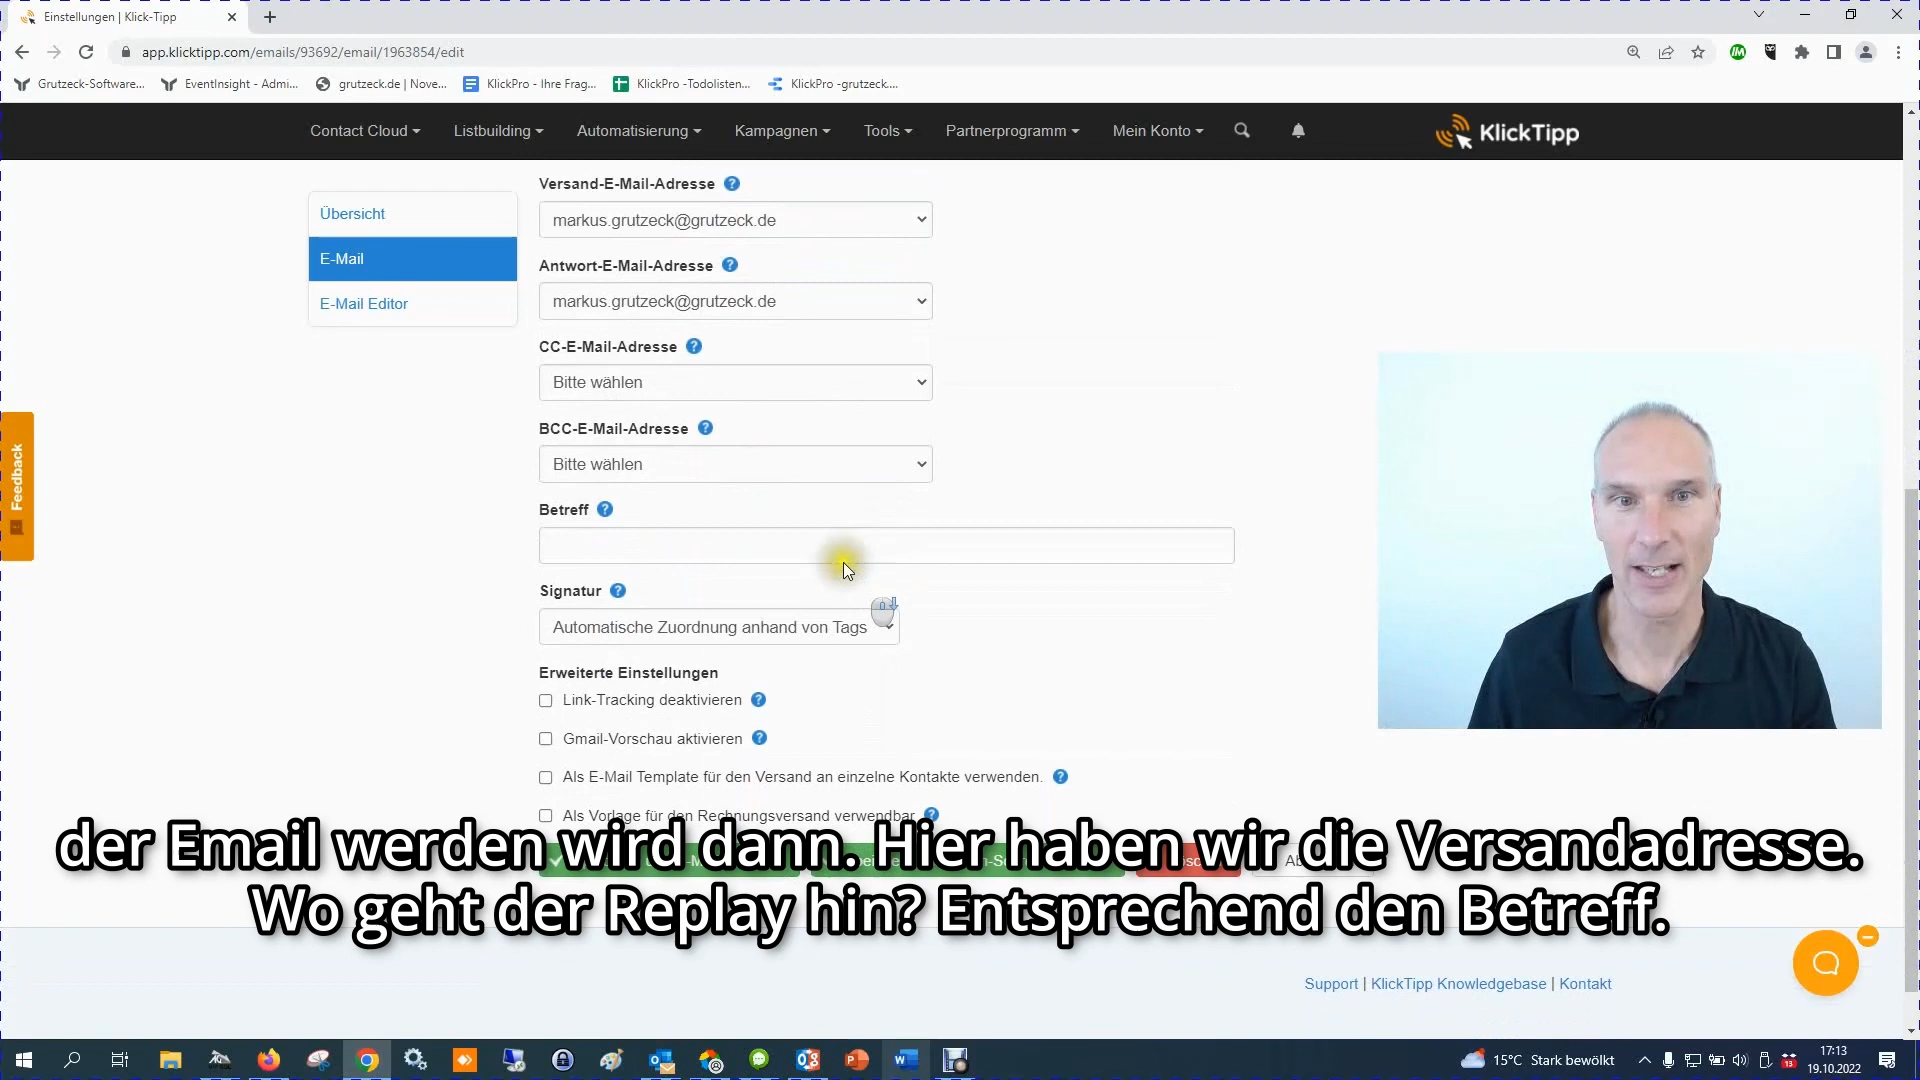 Einstellungen | Klick-Tipp
app.klicktipp.com/emails/93692/email/1963854/edit
Grutzeck-Software...
EventInsight - Admi...
grutzeck.de | Nove...
KlickPro - Ihre Frag...
KlickPro -Todolisten...
KlickPro -grutzeck....
Contact Cloud
Listbuilding
Automatisierung
Kampagnen
Tools
Partnerprogramm
Mein Konto
KlickTipp
Übersicht
E-Mail
E-Mail Editor
Feedback
Versand-E-Mail-Adresse
markus.grutzeck@grutzeck.de
Antwort-E-Mail-Adresse
markus.grutzeck@grutzeck.de
CC-E-Mail-Adresse
Bitte wählen
BCC-E-Mail-Adresse
Bitte wählen
Betreff
Signatur
Automatische Zuordnung anhand von Tags
Erweiterte Einstellungen
Link-Tracking deaktivieren
Gmail-Vorschau aktivieren
Als E-Mail Template für den Versand an einzelne Kontakte verwenden.
Als Vorlage für den Rechnungsversand verwendbar
der Email werden wird dann. Hier haben wir die Versandadresse.
Wo geht der Replay hin? Entsprechend den Betreff.
Support | KlickTipp Knowledgebase | Kontakt
15°C Stark bewölkt
17:13
19.10.2022